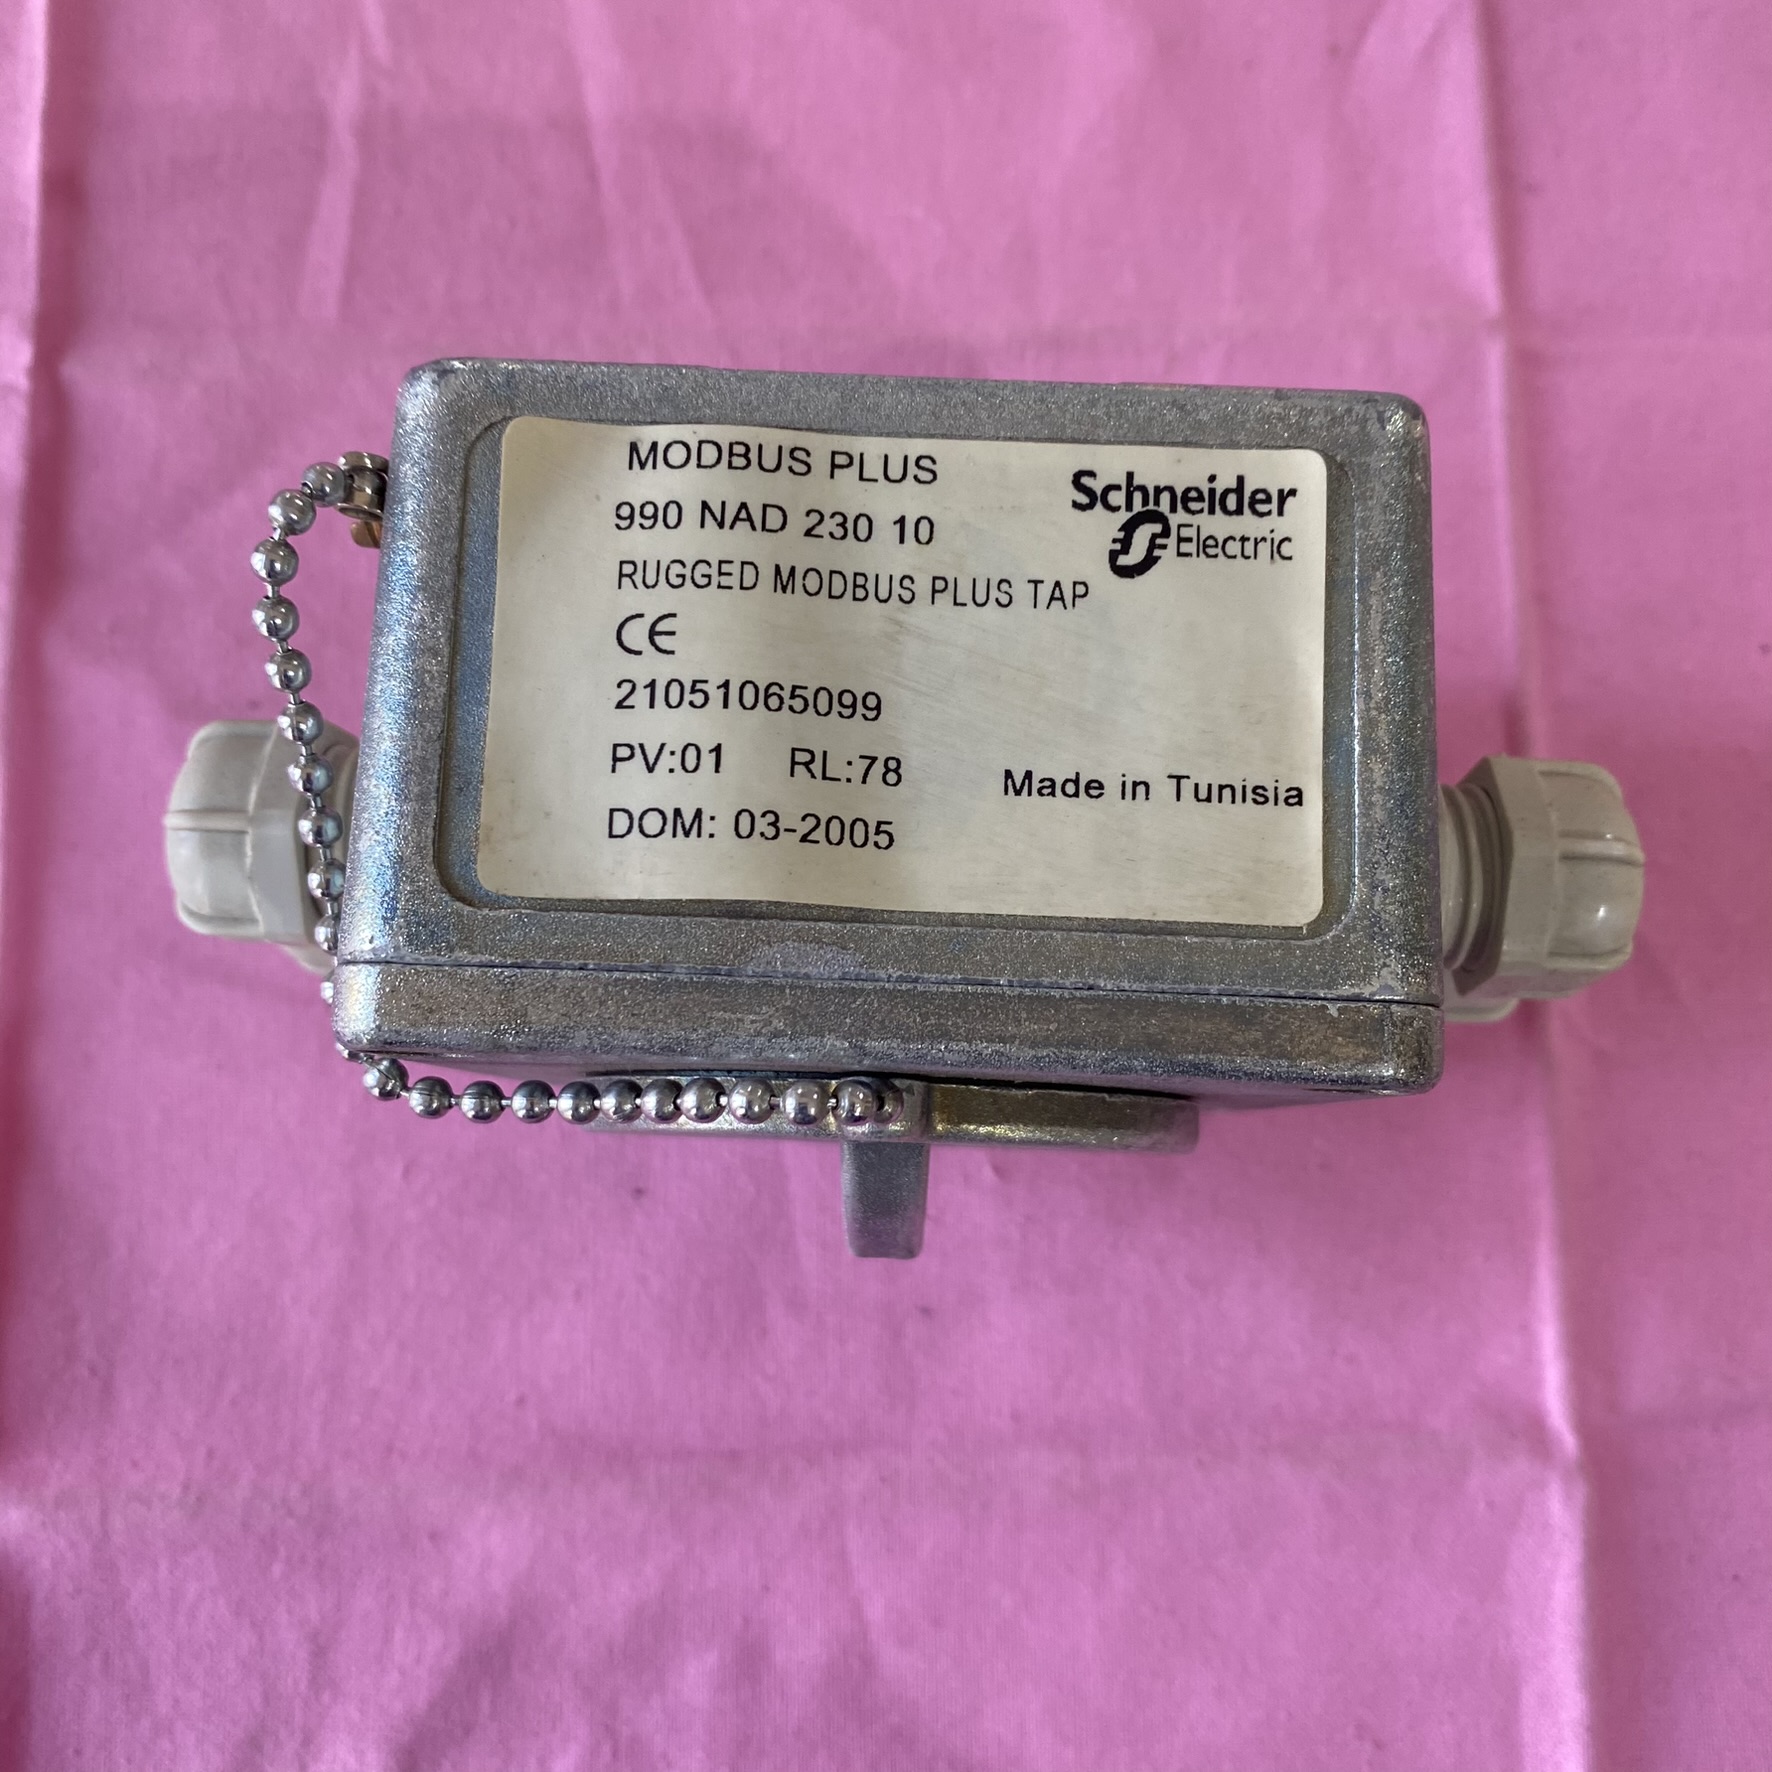 MODBUS PLUS
Schneider
Electric
990 NAD 230 10
RUGGED MODBUS PLUS TAP
CE
21051065099
PV:01 RL:78
Made in Tunisia
DOM: 03-2005